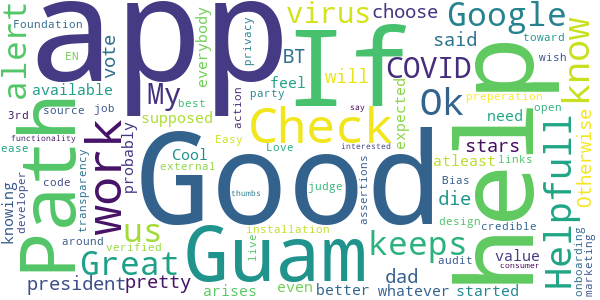 app
Good
If
help
Guam
Path
Check
work
virus
choose
Google
said
Foundation
vote
everybody
privacy
BT
COVID
know
alert
EN
available
My
feel
will
toward
wish
3rd
source
job
best
action
party
expected
Ok
need
open
preparation
functionality
ease
code
transparency
supposed
probably
Easy
say
interested
stars
Otherwise
knowing
developer
Cool
external
Love
judge
assertions
atleast
links
Helpfull
thumbs
die
Bias
design
credible
us
keeps
around
verified
Great
installation
live
dad
audit
value
onboarding
marketing
president
pretty
arises
even
better
whatever
started
consumer